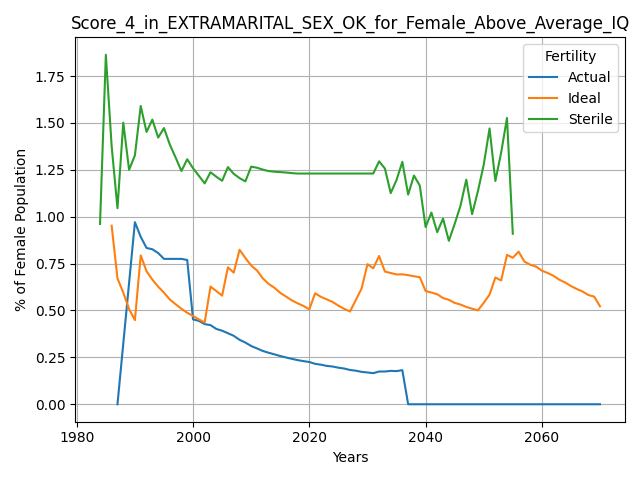 Score_4_in_EXTRAMARITAL_SEX_OK_for_Female_Above_Average_IQ
Fertility
Actual
Ideal
Sterile
% of Female Population
1.75
1.50
1.25
1.00
0.75
0.50
0.25
0.00
1980 2000 2020 2040 2060
Years